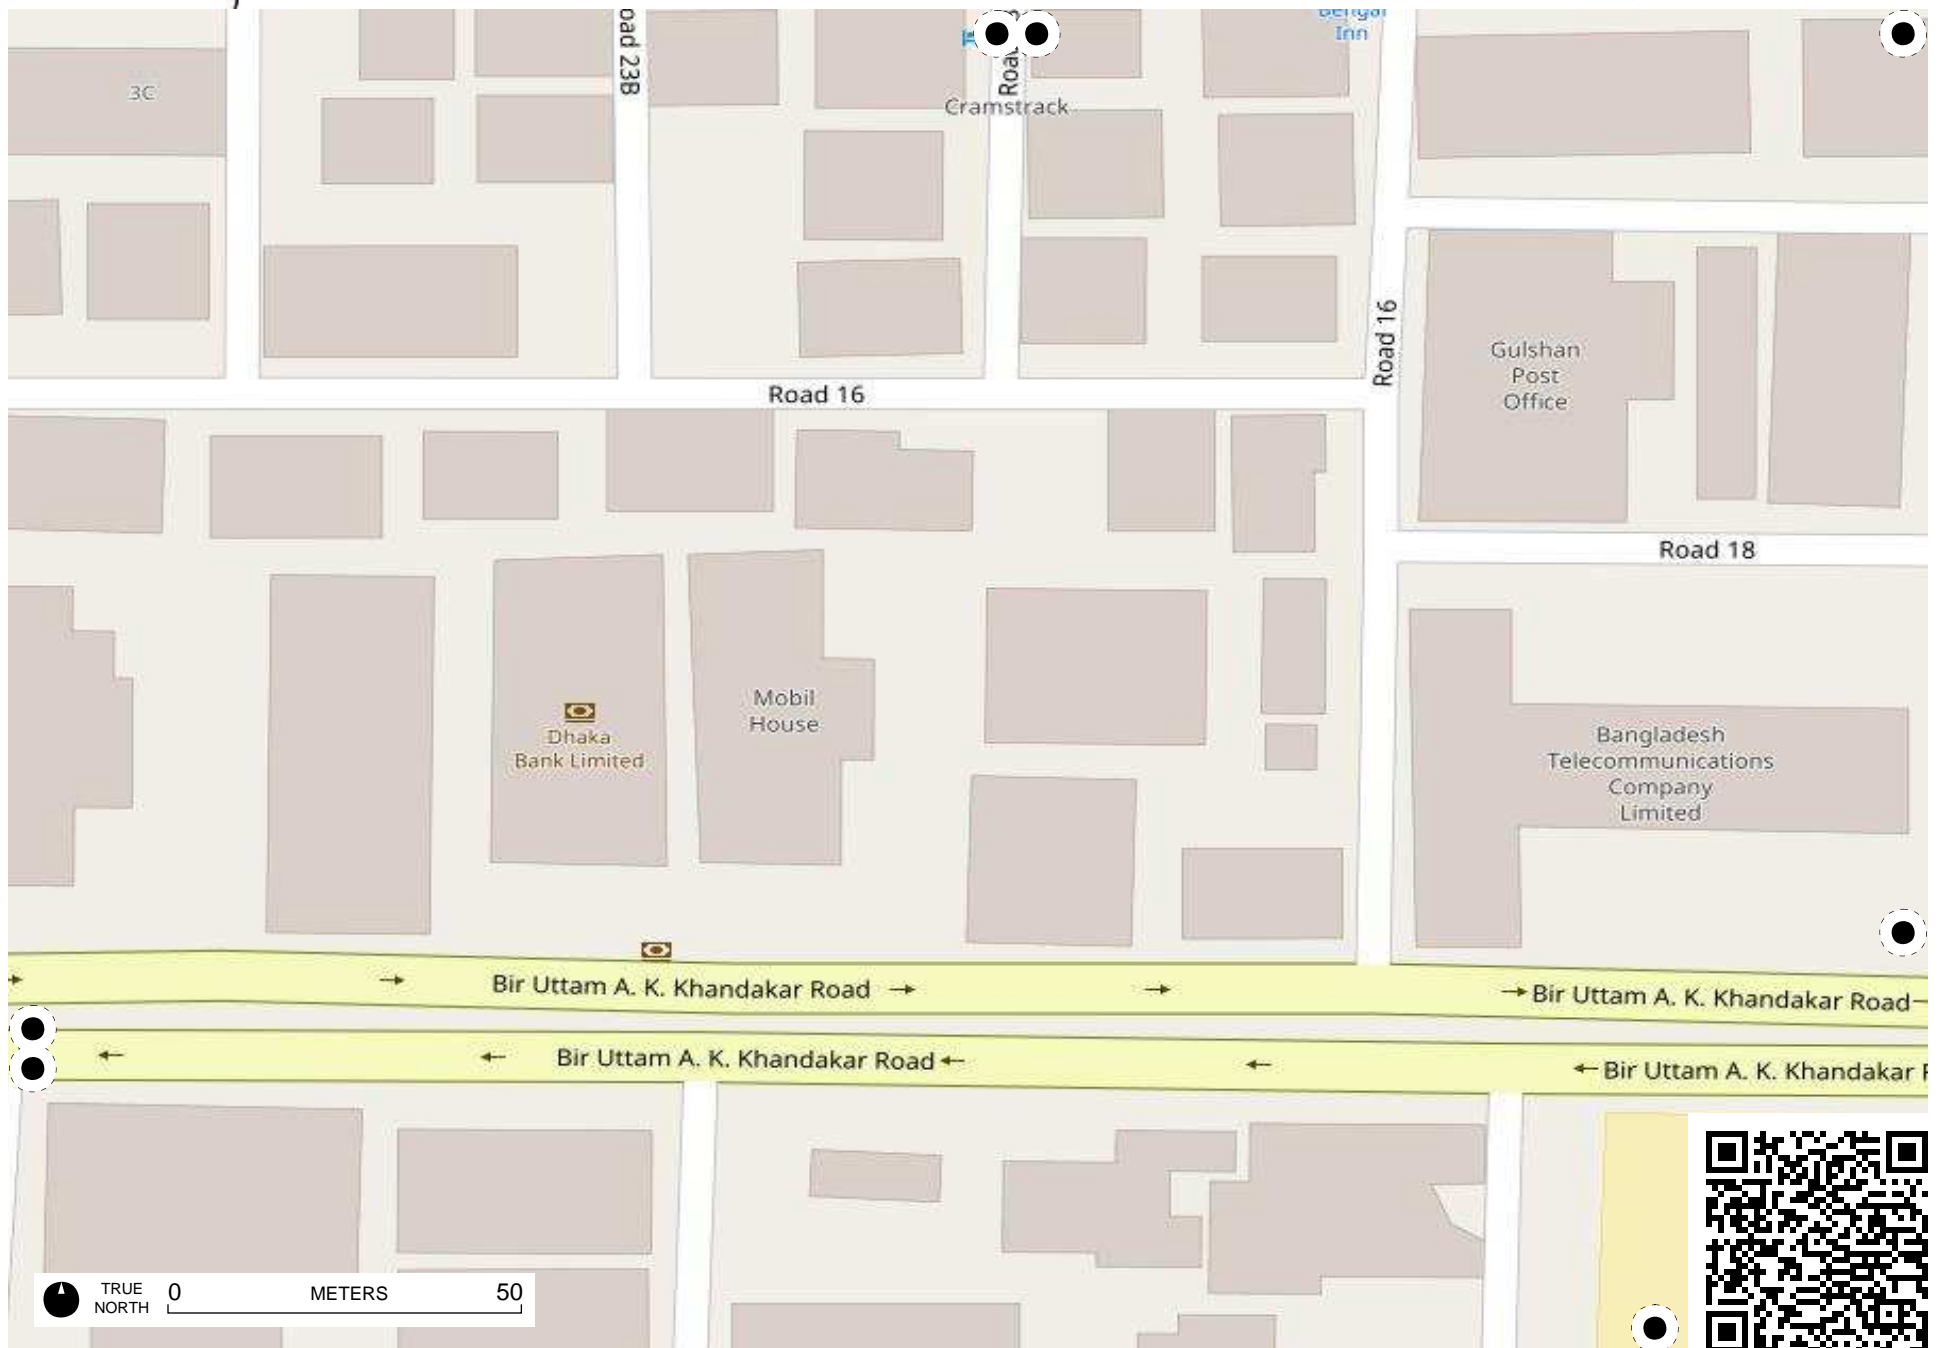 Bengal
Inn
oad 23B
Road
3C
Cramstrack
Road 16
Gulshan
Post
Office
Road 16
Road 18
Mobil
House
Dhaka
Bank Limited
Bangladesh
Telecommunications
Company
Limited
Bir Uttam A. K. Khandakar Road
Bir Uttam A. K. Khandakar Road
Bir Uttam A. K. Khandakar Road
Bir Uttam A. K. Khandakar
TRUE
NORTH
0 METERS 50